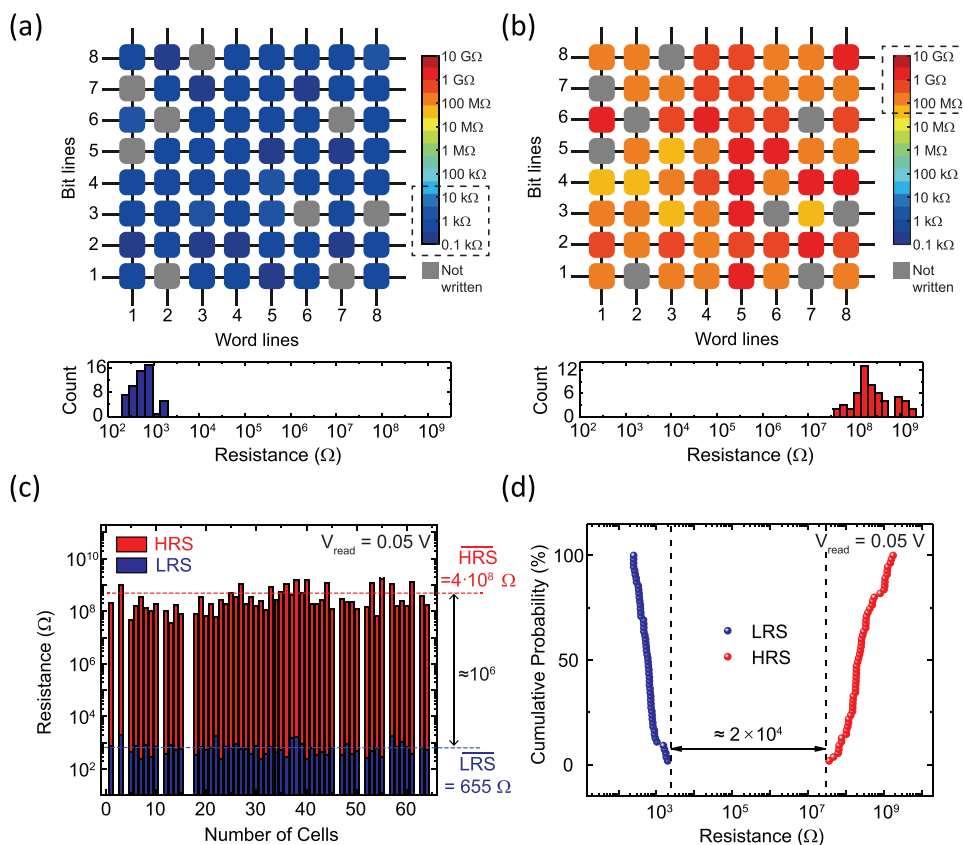 (a)
8
7
6
5
4
3
2
1
Bit lines
1 2 3 4 5 6 7 8
Word lines
10 GΩ
1 GΩ
100 MΩ
10 MΩ
1 MΩ
100 kΩ
10 kΩ
1 kΩ
0.1 kΩ
Not
written
16
8
0
Count
10² 10³ 10⁴ 10⁵ 10⁶ 10⁷ 10⁸ 10⁹
Resistance (Ω)
(b)
8
7
6
5
4
3
2
1
Bit lines
1 2 3 4 5 6 7 8
Word lines
10 GΩ
1 GΩ
100 MΩ
10 MΩ
1 MΩ
100 kΩ
10 kΩ
1 kΩ
0.1 kΩ
Not
written
12
6
0
Count
10² 10³ 10⁴ 10⁵ 10⁶ 10⁷ 10⁸ 10⁹
Resistance (Ω)
(c)
HRS
LRS
V_read = 0.05 V
10¹⁰
10⁸
10⁶
10⁴
10²
Resistance (Ω)
0 10 20 30 40 50 60
Number of Cells
H̅R̅S̅
=4·10⁸ Ω
≈10⁶
L̅R̅S̅
= 655 Ω
(d)
V_read = 0.05 V
100
50
0
Cumulative Probability (%)
LRS
HRS
≈ 2 × 10⁴
10³ 10⁵ 10⁷ 10⁹
Resistance (Ω)